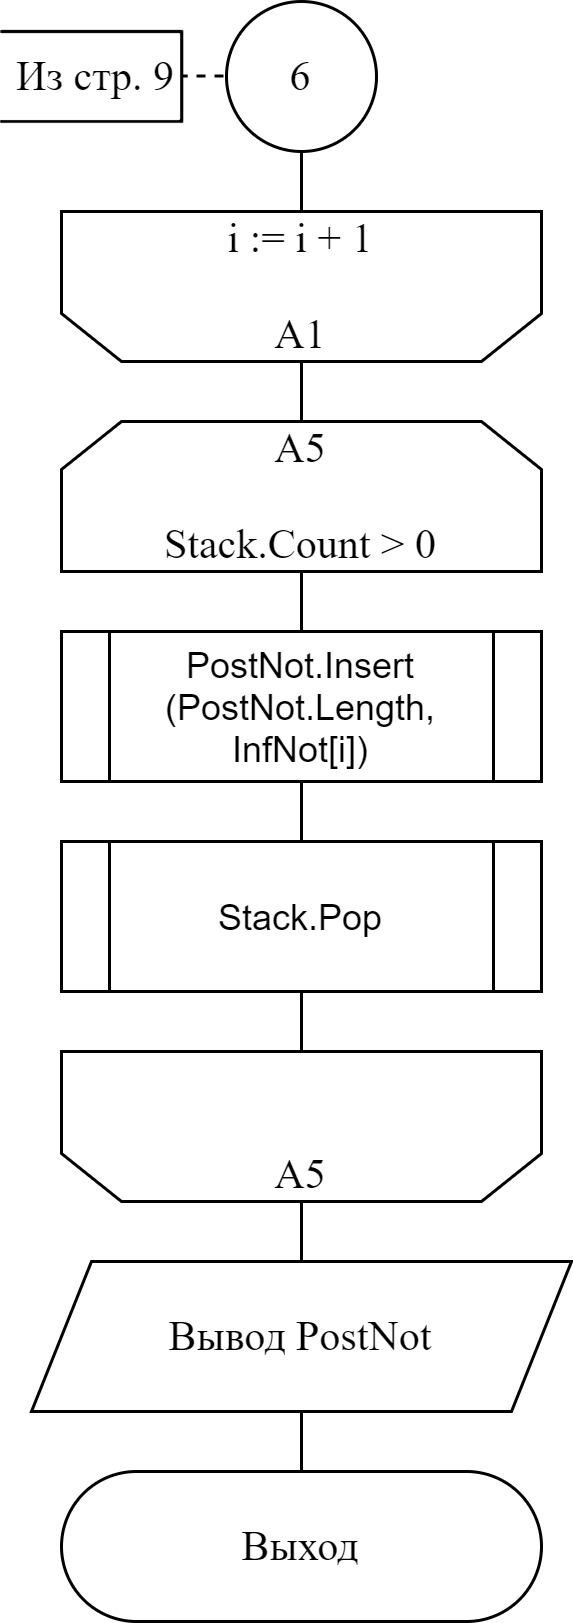 Из стр. 9
6
i := i + 1
A1
A5
Stack.Count > 0
PostNot.Insert
(PostNot.Length,
InfNot[i])
Stack.Pop
A5
Вывод PostNot
Выход